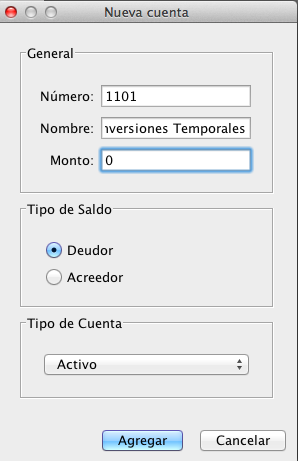 Nueva cuenta
General
Número: 1101
Nombre: nversiones Temporales
Monto: 0
Tipo de Saldo
Deudor
Acreedor
Tipo de Cuenta
Activo
Agregar Cancelar